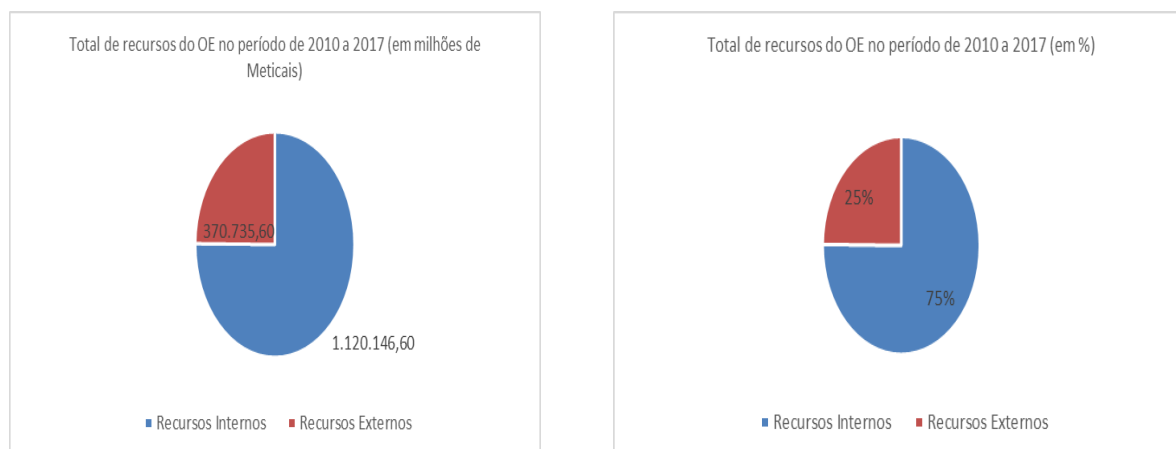 Total de recursos do OE no período de 2010 a 2017 (em milhões de
Meticais)
370.735,60
1.120.146,60
Recursos Internos
Recursos Externos
Total de recursos do OE no período de 2010 a 2017 (em %)
25%
75%
Recursos Internos
Recursos Externos